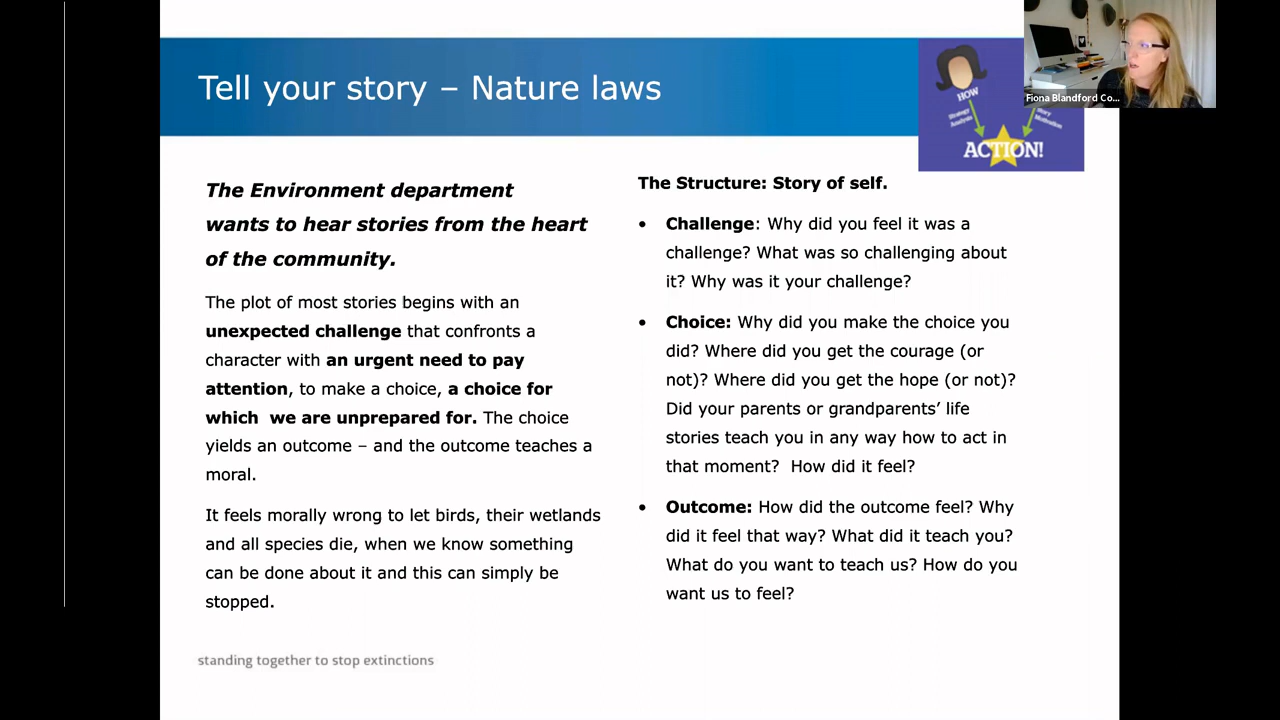 Tell your story – Nature laws
HOW
Strategy
Analysis
Story
Motivation
ACTION!
Fiona Blandford Co...
The Environment department
wants to hear stories from the heart
of the community.
The plot of most stories begins with an
unexpected challenge that confronts a
character with an urgent need to pay
attention, to make a choice, a choice for
which  we are unprepared for. The choice
yields an outcome – and the outcome teaches a
moral.
It feels morally wrong to let birds, their wetlands
and all species die, when we know something
can be done about it and this can simply be
stopped.
The Structure: Story of self.
• Challenge: Why did you feel it was a
challenge? What was so challenging about
it? Why was it your challenge?
• Choice: Why did you make the choice you
did? Where did you get the courage (or
not)? Where did you get the hope (or not)?
Did your parents or grandparents’ life
stories teach you in any way how to act in
that moment?  How did it feel?
• Outcome: How did the outcome feel? Why
did it feel that way? What did it teach you?
What do you want to teach us? How do you
want us to feel?
standing together to stop extinctions